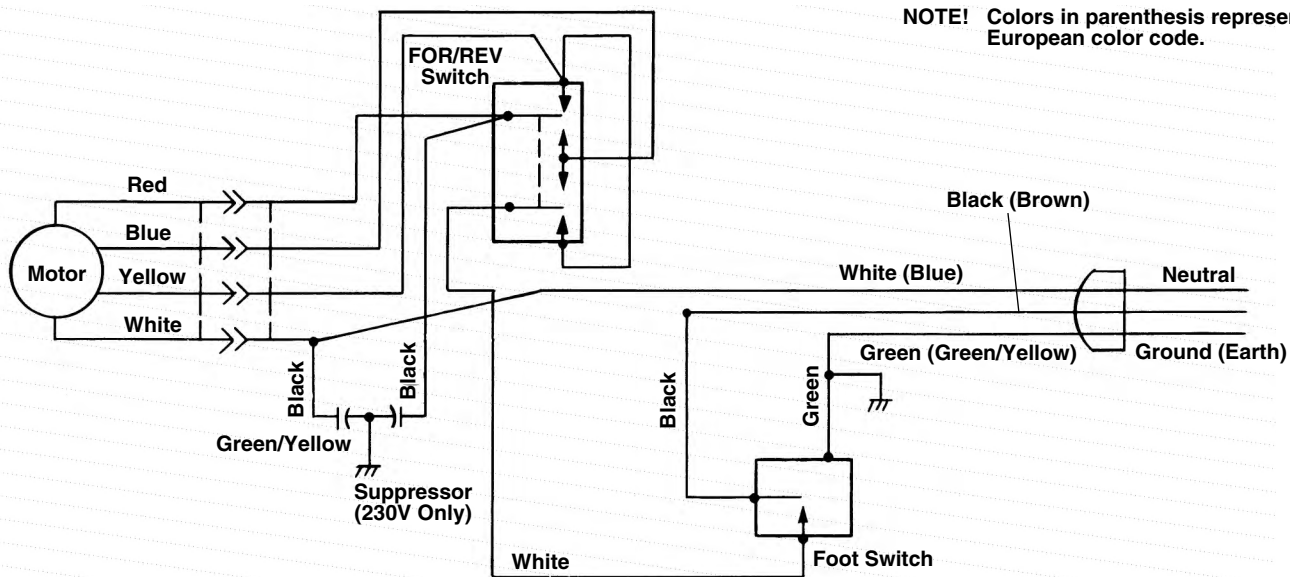 NOTE! Colors in parenthesis represe
European color code.
FOR/REV
Switch
Red
Blue
Motor
Yellow
White
Black (Brown)
White (Blue)
Neutral
Green (Green/Yellow)
Ground (Earth)
Black
Black
Black
Green
Green/Yellow
Suppressor
(230V Only)
White
Foot Switch